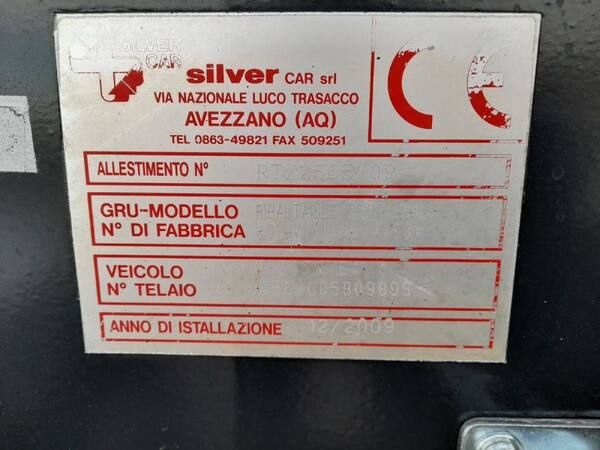 SILVER
CAR
silver CAR srl
VIA NAZIONALE LUCO TRASACCO
AVEZZANO (AQ)
TEL 0863-49821 FAX 509251
CE
ALLESTIMENTO N°
GRU-MODELLO RIBALTABILE
N° DI FABBRICA
VEICOLO
N° TELAIO
ANNO DI ISTALLAZIONE 12/2009